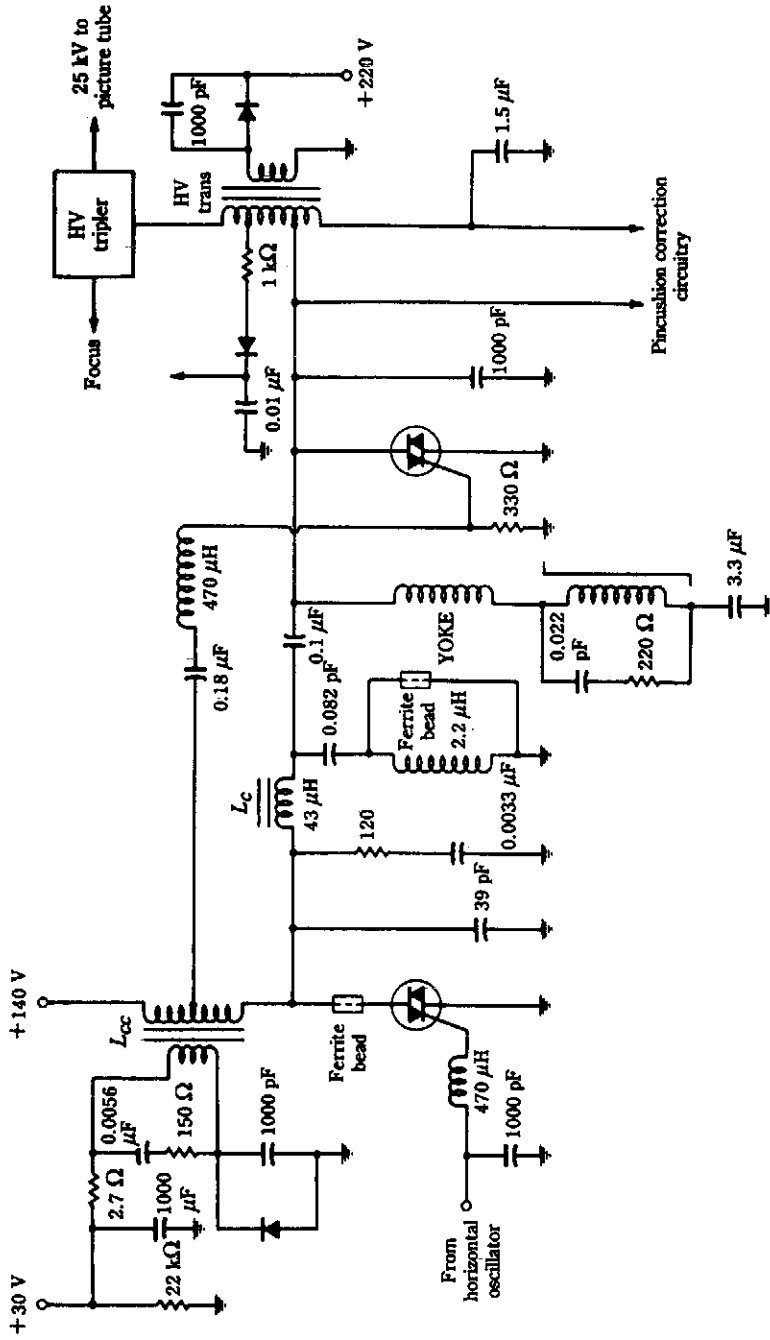 +30 V
22 kΩ
1000
μF
2.7 Ω
0.0056
μF
150 Ω
1000 pF
L_CC
+140 V
Ferrite
bead
From
horizontal
oscillator
470 μH
1000 pF
39 pF
120
0.0033 μF
L_C
43 μH
0.082 pF
Ferrite
bead
2.2 μH
0.1 μF
0.18 μF
470 μH
YOKE
0.022
pF
220 Ω
3.3 μF
330 Ω
1000 pF
Focus
HV
tripler
25 kV to
picture tube
0.01 μF
1 kΩ
HV
trans
1000 pF
+220 V
1.5 μF
Pincushion correction
circuitry